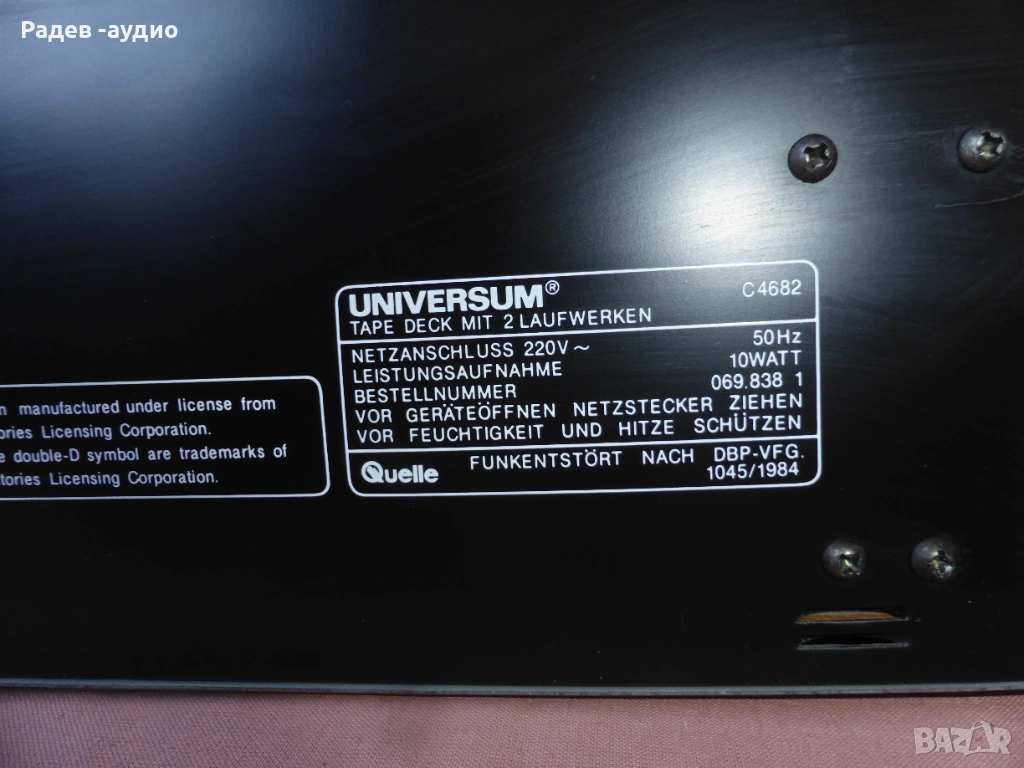 Радев -аудио
UNIVERSUM® C4682
TAPE DECK MIT 2 LAUFWERKEN
NETZANSCHLUSS 220V ~ 50Hz
LEISTUNGSAUFNAHME 10WATT
BESTELLNUMMER 069.838 1
VOR GERÄTEÖFFNEN NETZSTECKER ZIEHEN
VOR FEUCHTIGKEIT UND HITZE SCHÜTZEN
Quelle FUNKENTSTÖRT NACH DBP-VFG.
1045/1984
manufactured under license from
Licensing Corporation.
double-D symbol are trademarks of
Licensing Corporation.
BAZAR